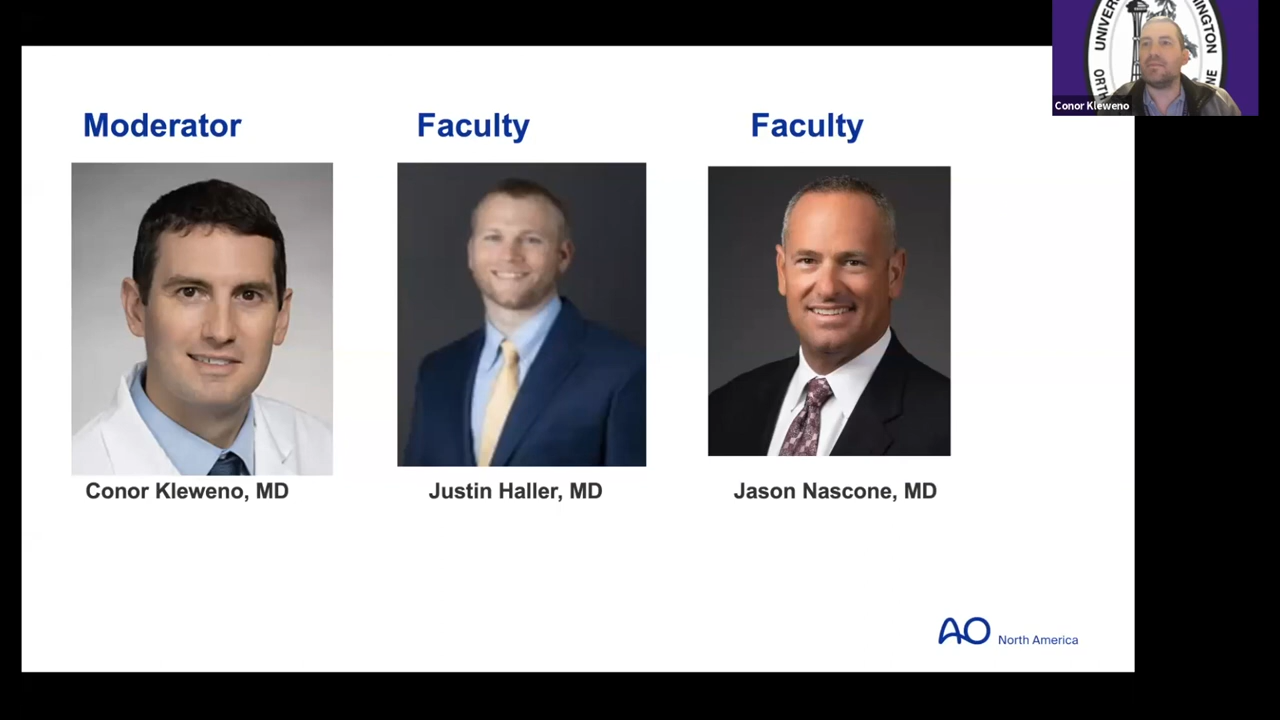 Moderator
Faculty
Faculty
Conor Kleweno, MD
Justin Haller, MD
Jason Nascone, MD
AO North America
Conor Kleweno